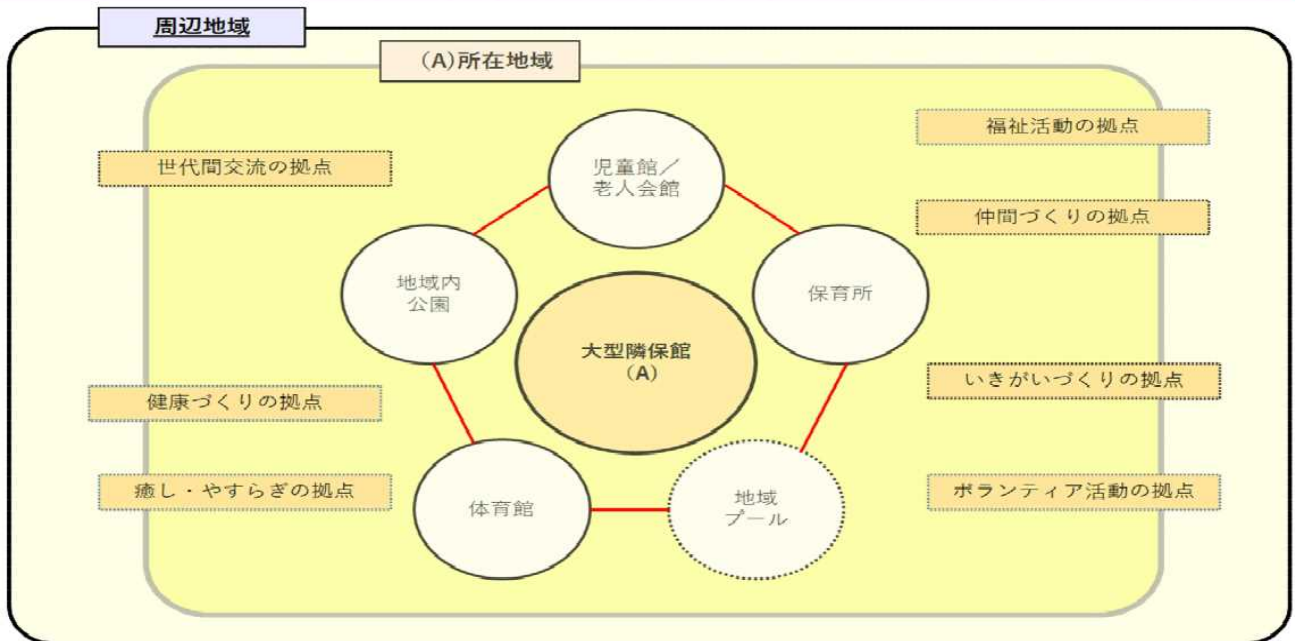 周辺地域
(A)所在地域
福祉活動の拠点
世代間交流の拠点
児童館／
老人会館
仲間づくりの拠点
地域内
公園
保育所
大型隣保館
(A)
いきがいづくりの拠点
健康づくりの拠点
癒し・やすらぎの拠点
体育館
地域
プール
ボランティア活動の拠点